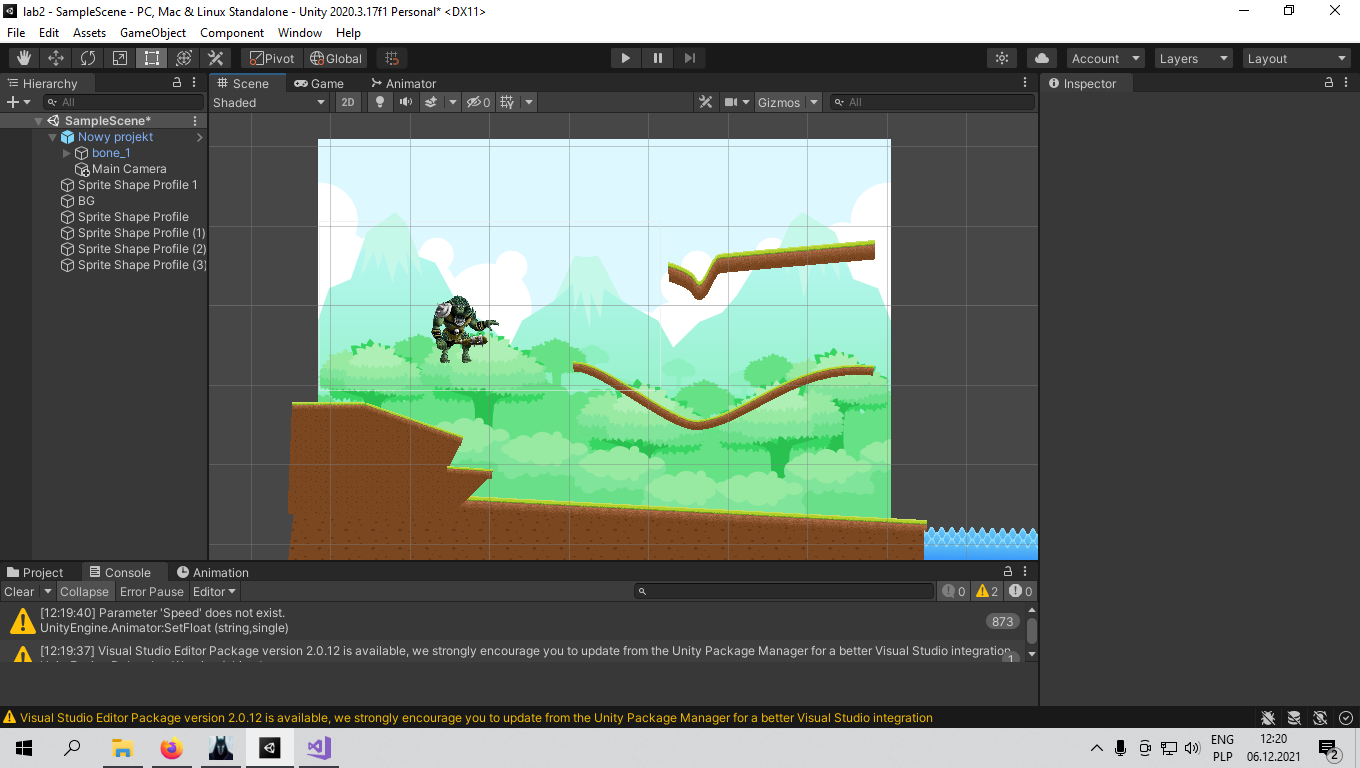 lab2 - SampleScene - PC, Mac & Linux Standalone - Unity 2020.3.17f1 Personal* <DX11>
File Edit Assets GameObject Component Window Help
Pivot Global Account Layers Layout
Hierarchy Scene Game Animator Inspector
All Shaded 2D 0 Gizmos All
SampleScene*
Nowy projekt
bone_1
Main Camera
Sprite Shape Profile 1
BG
Sprite Shape Profile
Sprite Shape Profile (1)
Sprite Shape Profile (2)
Sprite Shape Profile (3)
Project Console Animation
Clear Collapse Error Pause Editor 0 2 0
[12:19:40] Parameter 'Speed' does not exist.
UnityEngine.Animator:SetFloat (string,single) 873
[12:19:37] Visual Studio Editor Package version 2.0.12 is available, we strongly encourage you to update from the Unity Package Manager for a better Visual Studio integration
1
Visual Studio Editor Package version 2.0.12 is available, we strongly encourage you to update from the Unity Package Manager for a better Visual Studio integration
ENG 12:20
PLP 06.12.2021 2